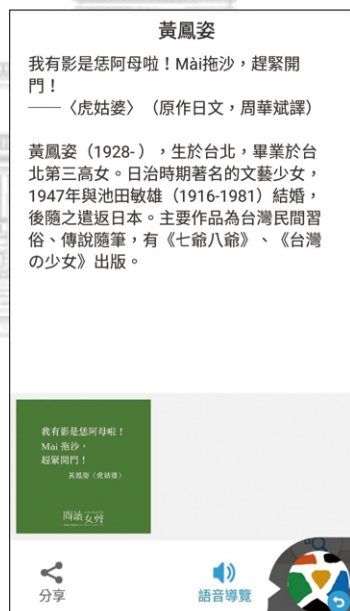 黃鳳姿
我有影是恁阿母啦！Mài拖沙，趕緊開
門！
──〈虎姑婆〉（原作日文，周華斌譯）
黃鳳姿（1928- ），生於台北，畢業於台
北第三高女。日治時期著名的文藝少女，
1947年與池田敏雄（1916-1981）結婚，
後隨之遣返日本。主要作品為台灣民間習
俗、傳說隨筆，有《七爺八爺》、《台灣
の少女》出版。
我有影是恁阿母啦！
Mài 拖沙，
趕緊開門！
黃鳳姿〈虎姑婆〉
閱讀女聲
分享
語音導覽